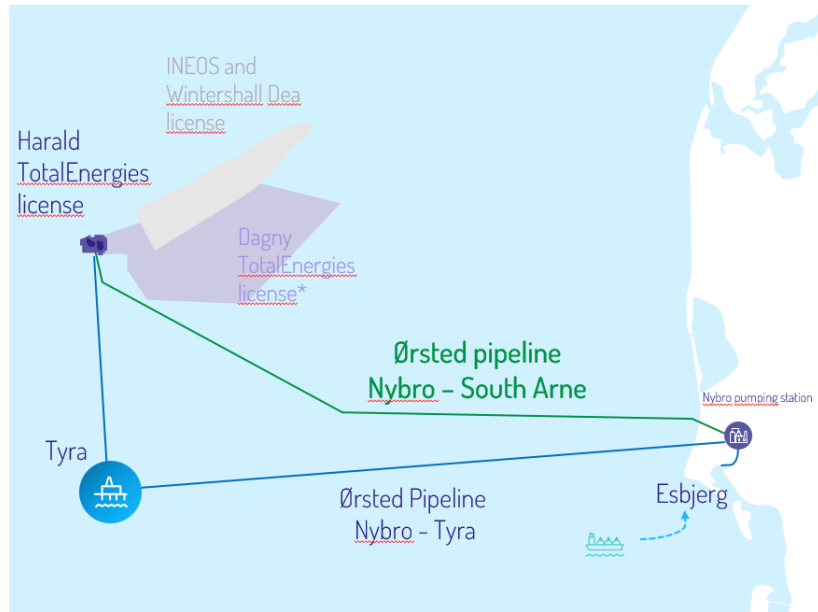 INEOS and
Wintershall Dea
license
Harald
TotalEnergies
license
Dagny
TotalEnergies
license*
Ørsted pipeline
Nybro – South Arne
Nybro pumping station
Tyra
Ørsted Pipeline
Nybro - Tyra
Esbjerg